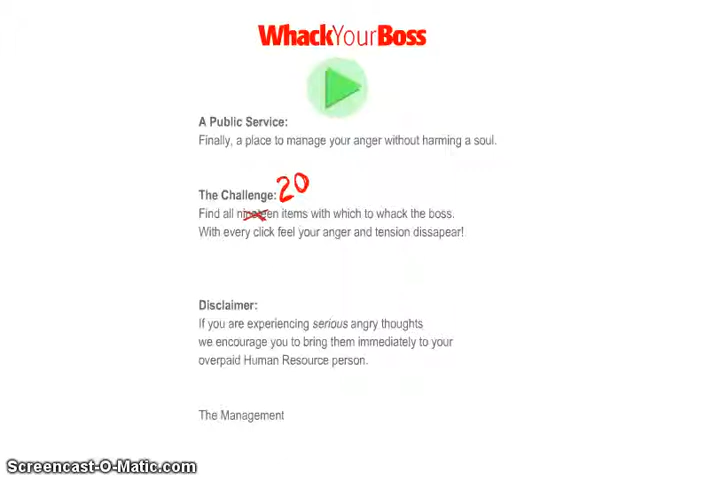 WhackYourBoss
A Public Service:
Finally, a place to manage your anger without harming a soul.
The Challenge: 20
Find all nineteen items with which to whack the boss.
With every click feel your anger and tension dissapear!
Disclaimer:
If you are experiencing serious angry thoughts
we encourage you to bring them immediately to your
overpaid Human Resource person.
The Management
Screencast-O-Matic.com